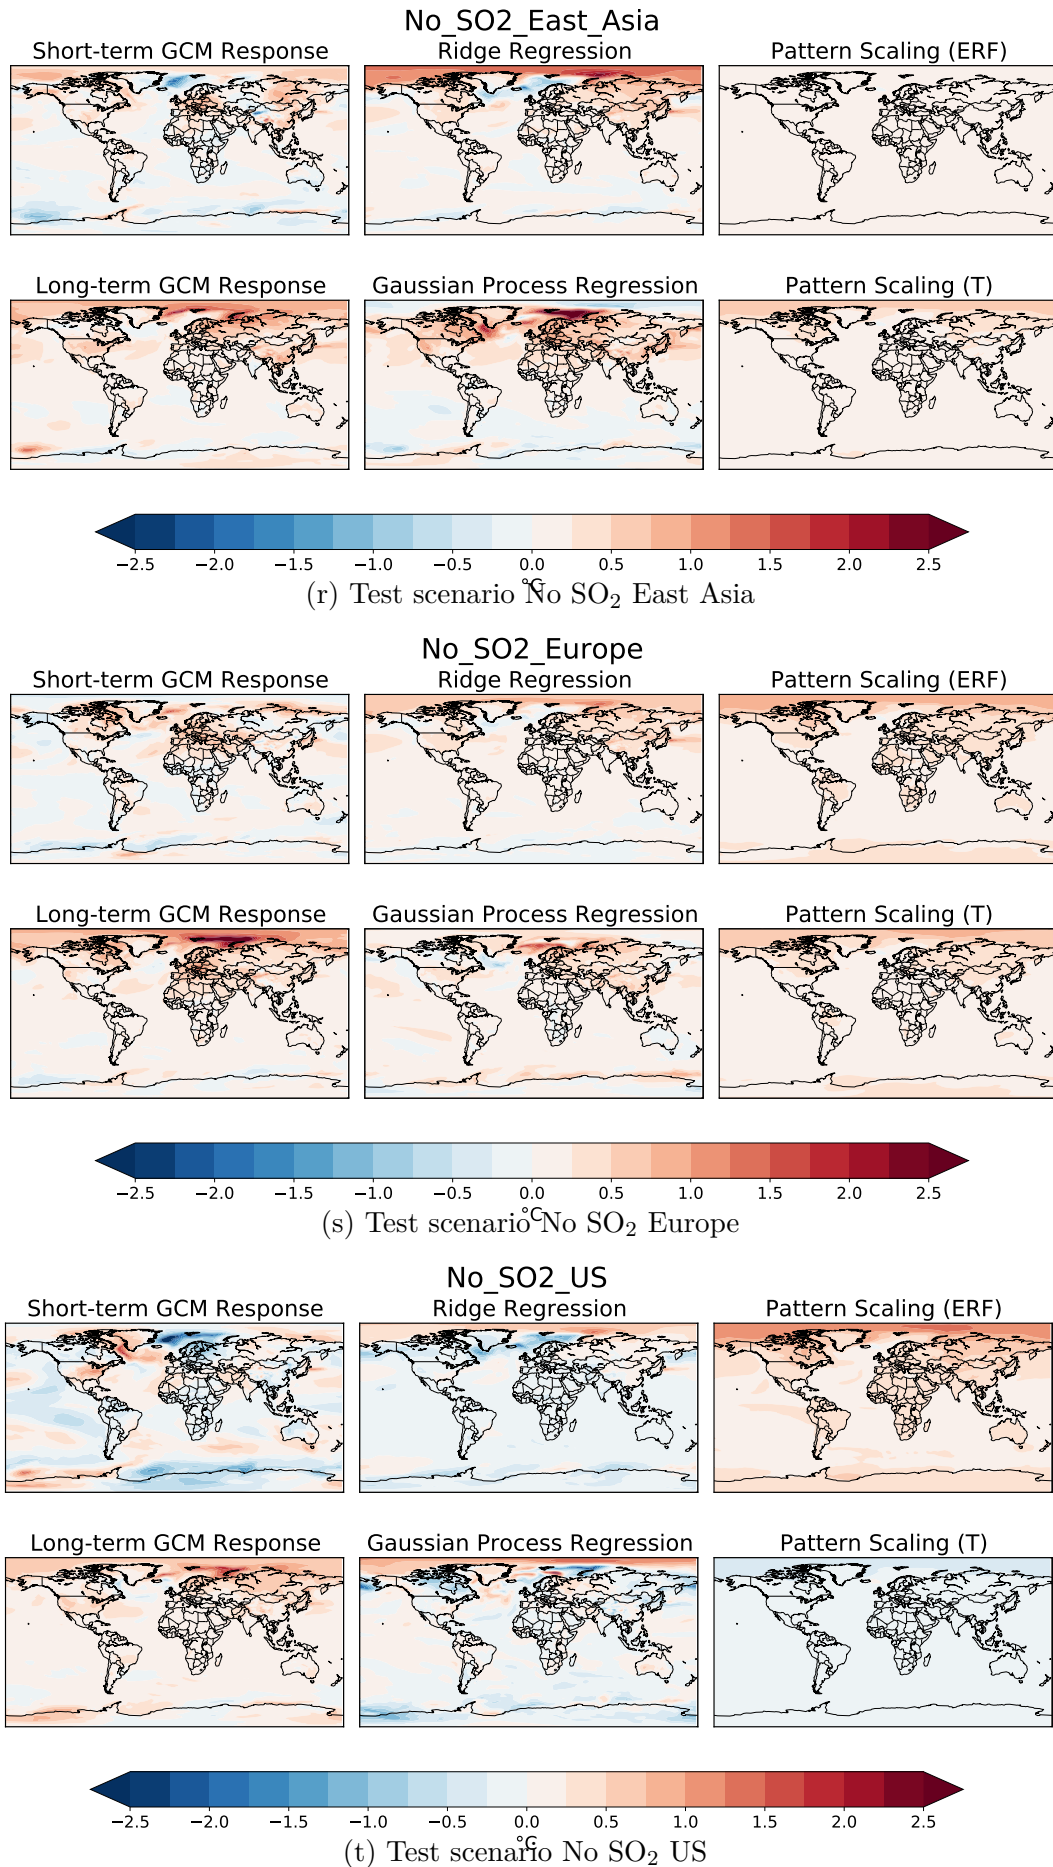 No_SO2_East_Asia
Short-term GCM Response Ridge Regression Pattern Scaling (ERF)
Long-term GCM Response Gaussian Process Regression Pattern Scaling (T)
−2.5 −2.0 −1.5 −1.0 −0.5 0.0 0.5 1.0 1.5 2.0 2.5
°C
(r) Test scenario No SO₂ East Asia
No_SO2_Europe
Short-term GCM Response Ridge Regression Pattern Scaling (ERF)
Long-term GCM Response Gaussian Process Regression Pattern Scaling (T)
−2.5 −2.0 −1.5 −1.0 −0.5 0.0 0.5 1.0 1.5 2.0 2.5
°C
(s) Test scenario No SO₂ Europe
No_SO2_US
Short-term GCM Response Ridge Regression Pattern Scaling (ERF)
Long-term GCM Response Gaussian Process Regression Pattern Scaling (T)
−2.5 −2.0 −1.5 −1.0 −0.5 0.0 0.5 1.0 1.5 2.0 2.5
°C
(t) Test scenario No SO₂ US